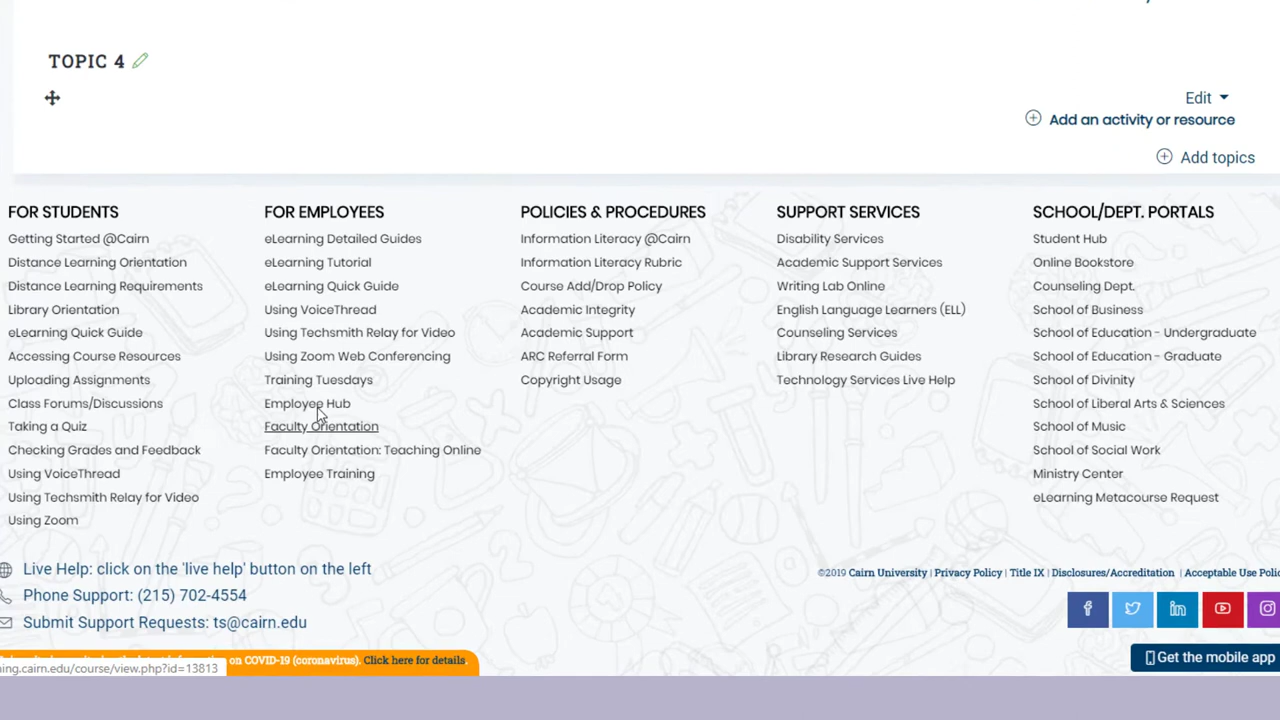 TOPIC 4
Edit
Add an activity or resource
Add topics
FOR STUDENTS
Getting Started @Cairn
Distance Learning Orientation
Distance Learning Requirements
Library Orientation
eLearning Quick Guide
Accessing Course Resources
Uploading Assignments
Class Forums/Discussions
Taking a Quiz
Checking Grades and Feedback
Using VoiceThread
Using Techsmith Relay for Video
Using Zoom
FOR EMPLOYEES
eLearning Detailed Guides
eLearning Tutorial
eLearning Quick Guide
Using VoiceThread
Using Techsmith Relay for Video
Using Zoom Web Conferencing
Training Tuesdays
Employee Hub
Faculty Orientation
Faculty Orientation: Teaching Online
Employee Training
POLICIES & PROCEDURES
Information Literacy @Cairn
Information Literacy Rubric
Course Add/Drop Policy
Academic Integrity
Academic Support
ARC Referral Form
Copyright Usage
SUPPORT SERVICES
Disability Services
Academic Support Services
Writing Lab Online
English Language Learners (ELL)
Counseling Services
Library Research Guides
Technology Services Live Help
SCHOOL/DEPT. PORTALS
Student Hub
Online Bookstore
Counseling Dept.
School of Business
School of Education - Undergraduate
School of Education - Graduate
School of Divinity
School of Liberal Arts & Sciences
School of Music
School of Social Work
Ministry Center
eLearning Metacourse Request
Live Help: click on the 'live help' button on the left
Phone Support: (215) 702-4554
Submit Support Requests: ts@cairn.edu
©2019 Cairn University | Privacy Policy | Title IX | Disclosures/Accreditation | Acceptable Use
on COVID-19 (coronavirus). Click here for details.
ning.cairn.edu/course/view.php?id=13813
Get the mobile app